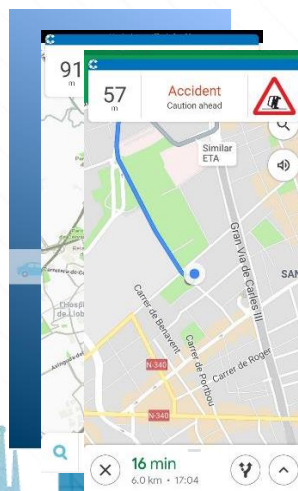 91
m
57
m
Accident
Caution ahead
Similar
ETA
Gran Via de Carles III
SAN
Carrer de Benavent
N-340
Carrer de Portbou
Carrer de Roger
N-340
16 min
6.0 km • 17:04